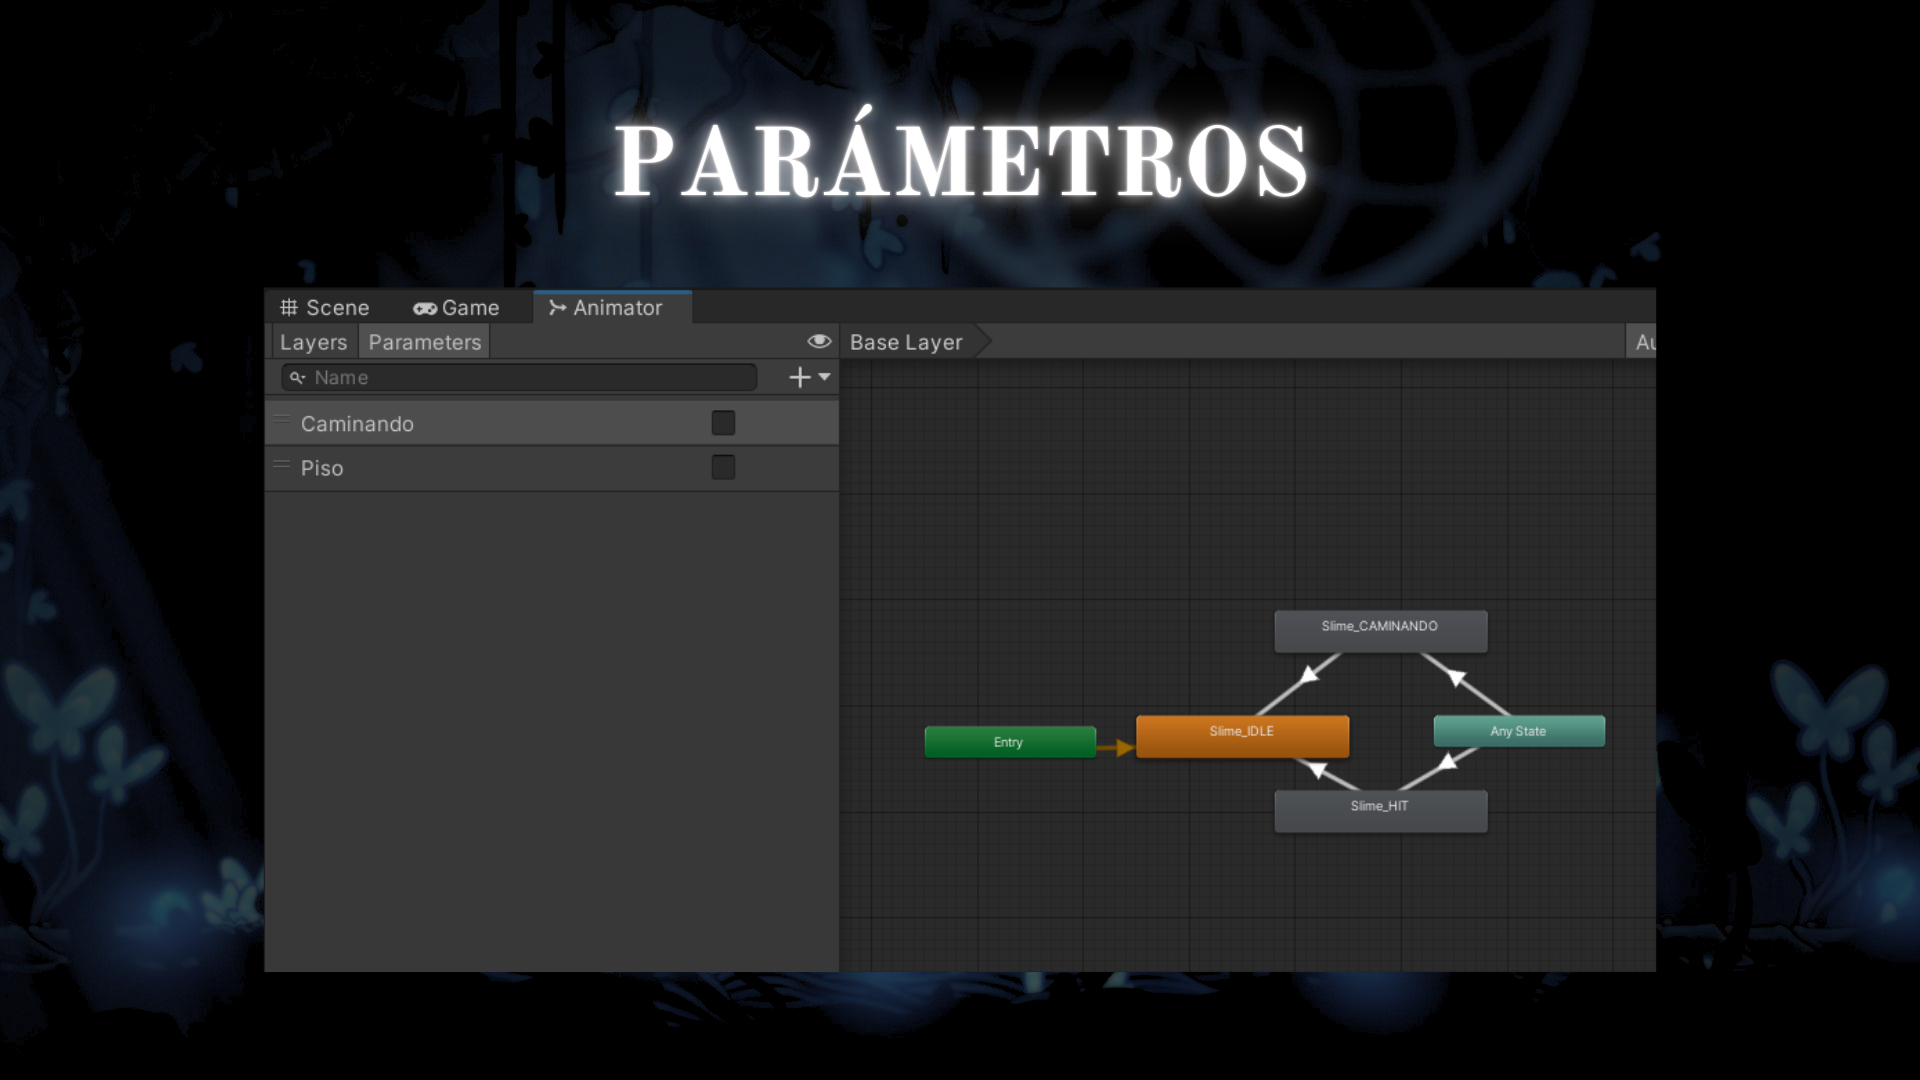 PARÁMETROS
Scene Game Animator
Layers Parameters Base Layer Au
Name
Caminando
Piso
Slime_CAMINANDO
Entry Slime_IDLE Any State
Slime_HIT